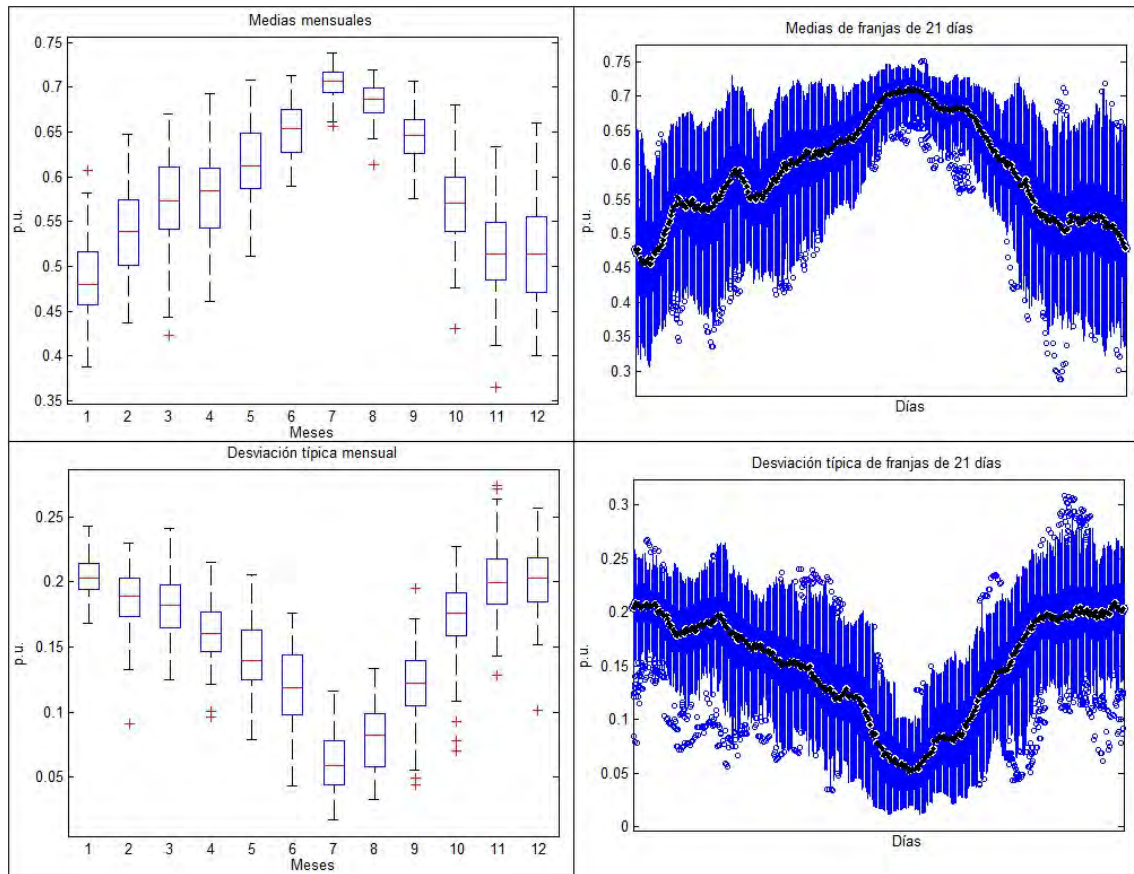 Medias mensuales
0.75
0.7
0.65
0.6
0.55
0.5
0.45
0.4
0.35
p.u.
1 2 3 4 5 6 7 8 9 10 11 12
Meses
Medias de franjas de 21 días
0.75
0.7
0.65
0.6
0.55
0.5
0.45
0.4
0.35
0.3
p.u.
Días
Desviación típica mensual
0.25
0.2
0.15
0.1
0.05
p.u.
1 2 3 4 5 6 7 8 9 10 11 12
Meses
Desviación típica de franjas de 21 días
0.3
0.25
0.2
0.15
0.1
0.05
0
p.u.
Días